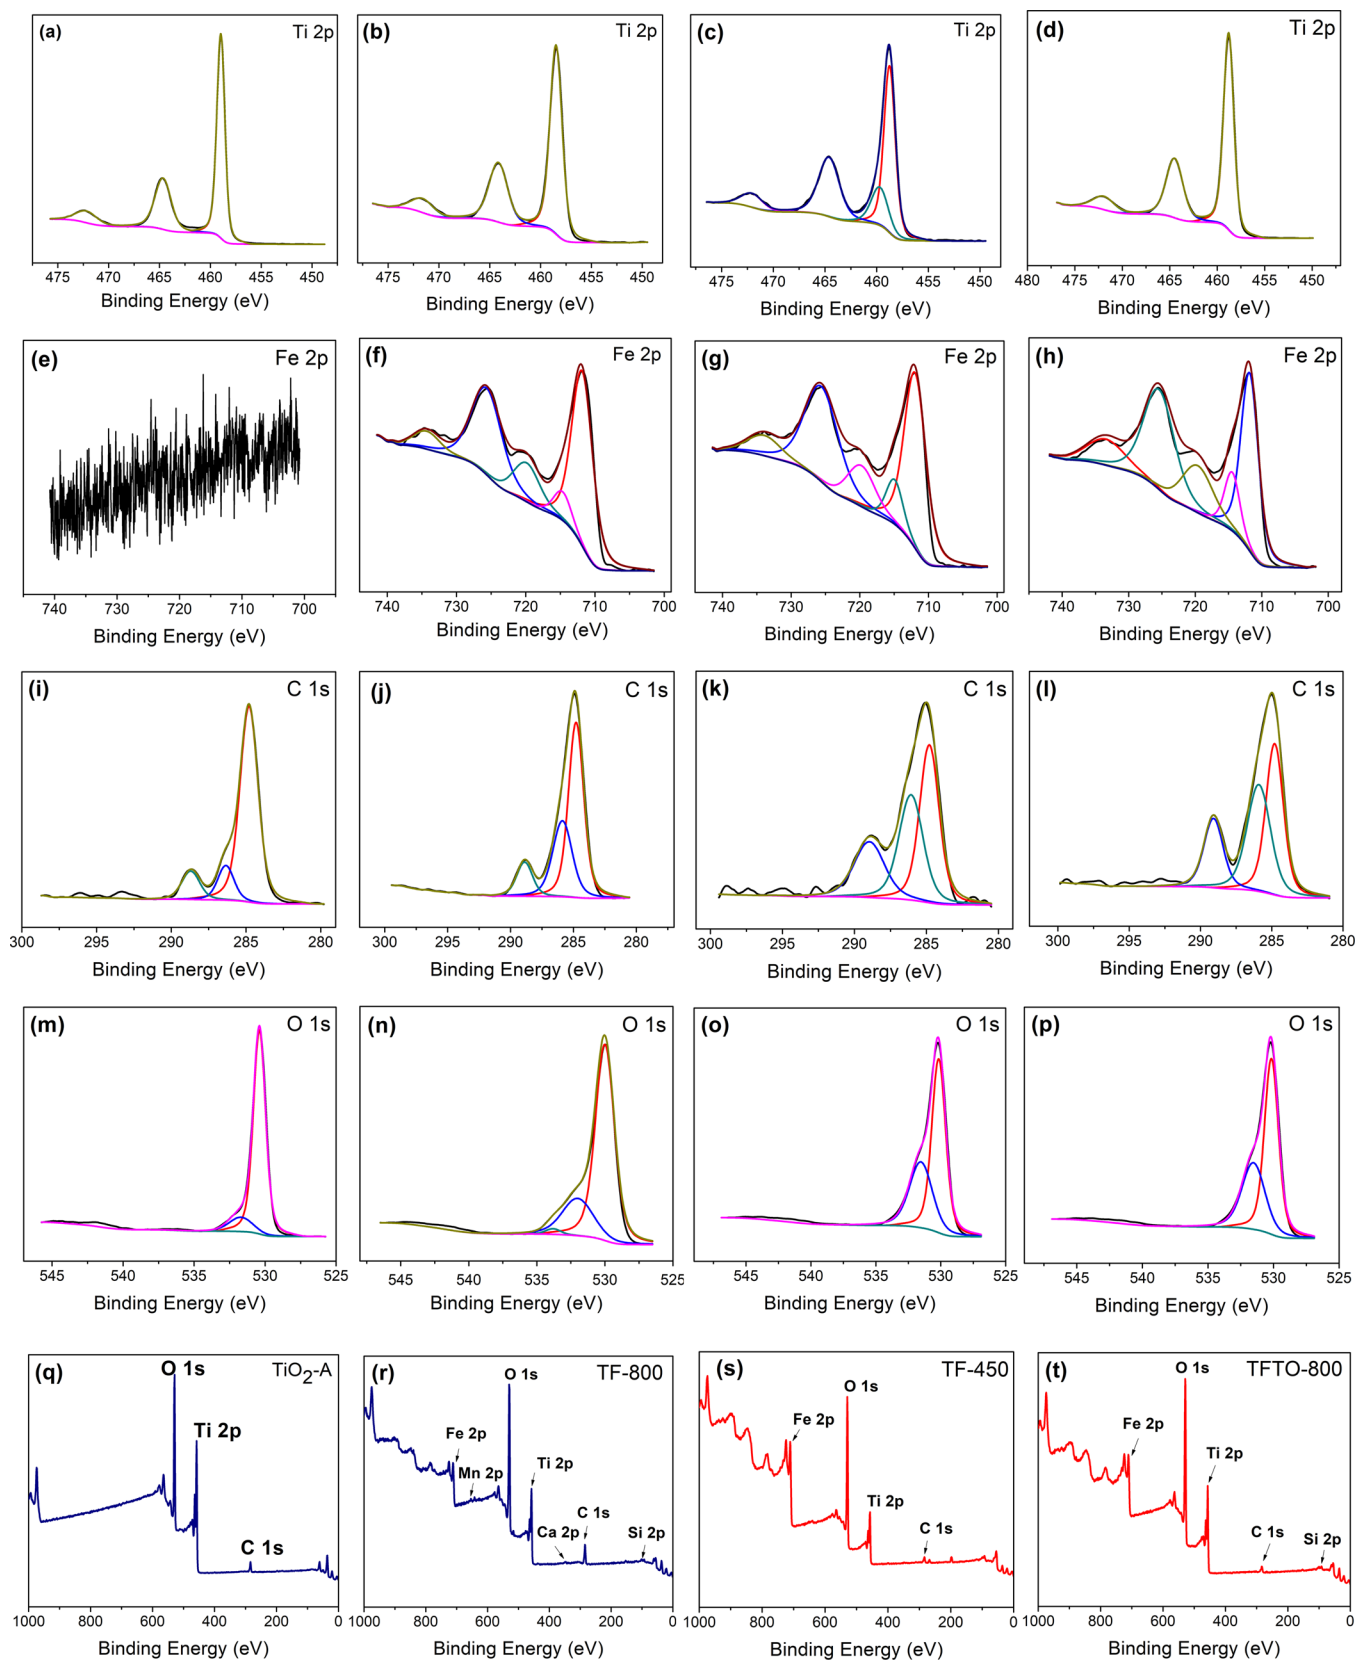 (a) Ti 2p
475 470 465 460 455 450
Binding Energy (eV)
(b) Ti 2p
475 470 465 460 455 450
Binding Energy (eV)
(c) Ti 2p
475 470 465 460 455 450
Binding Energy (eV)
(d) Ti 2p
480 475 470 465 460 455 450
Binding Energy (eV)
(e) Fe 2p
740 730 720 710 700
Binding Energy (eV)
(f) Fe 2p
740 730 720 710 700
Binding Energy (eV)
(g) Fe 2p
740 730 720 710 700
Binding Energy (eV)
(h) Fe 2p
740 730 720 710 700
Binding Energy (eV)
(i) C 1s
300 295 290 285 280
Binding Energy (eV)
(j) C 1s
300 295 290 285 280
Binding Energy (eV)
(k) C 1s
300 295 290 285 280
Binding Energy (eV)
(l) C 1s
300 295 290 285 280
Binding Energy (eV)
(m) O 1s
545 540 535 530 525
Binding Energy (eV)
(n) O 1s
545 540 535 530 525
Binding Energy (eV)
(o) O 1s
545 540 535 530 525
Binding Energy (eV)
(p) O 1s
545 540 535 530 525
Binding Energy (eV)
(q) TiO2-A
O 1s
Ti 2p
C 1s
1000 800 600 400 200 0
Binding Energy (eV)
(r) TF-800
O 1s
Fe 2p
Mn 2p
Ti 2p
C 1s
Ca 2p
Si 2p
1000 800 600 400 200 0
Binding Energy (eV)
(s) TF-450
O 1s
Fe 2p
Ti 2p
C 1s
1000 800 600 400 200 0
Binding Energy (eV)
(t) TFTO-800
O 1s
Fe 2p
Ti 2p
C 1s
Si 2p
1000 800 600 400 200 0
Binding Energy (eV)